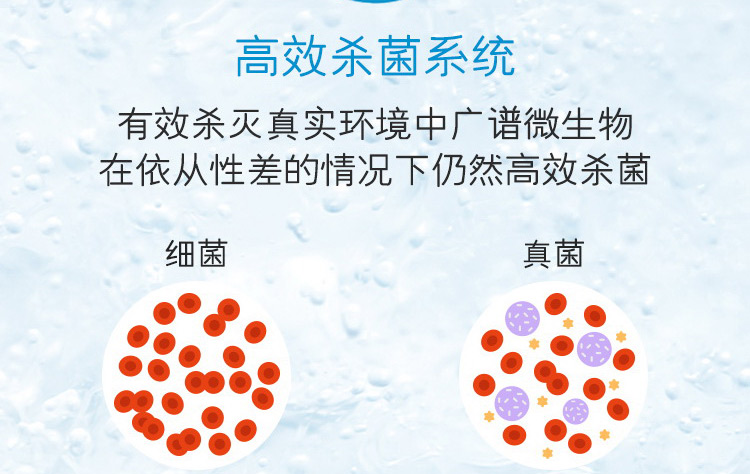 高效杀菌系统
有效杀灭真实环境中广谱微生物
在依从性差的情况下仍然高效杀菌
细菌
真菌